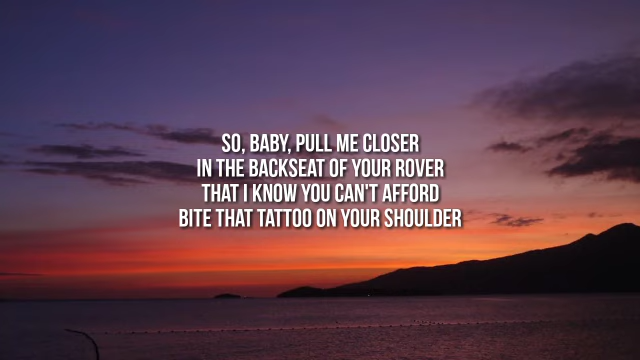 SO, BABY, PULL ME CLOSER
IN THE BACKSEAT OF YOUR ROVER
THAT I KNOW YOU CAN'T AFFORD
BITE THAT TATTOO ON YOUR SHOULDER